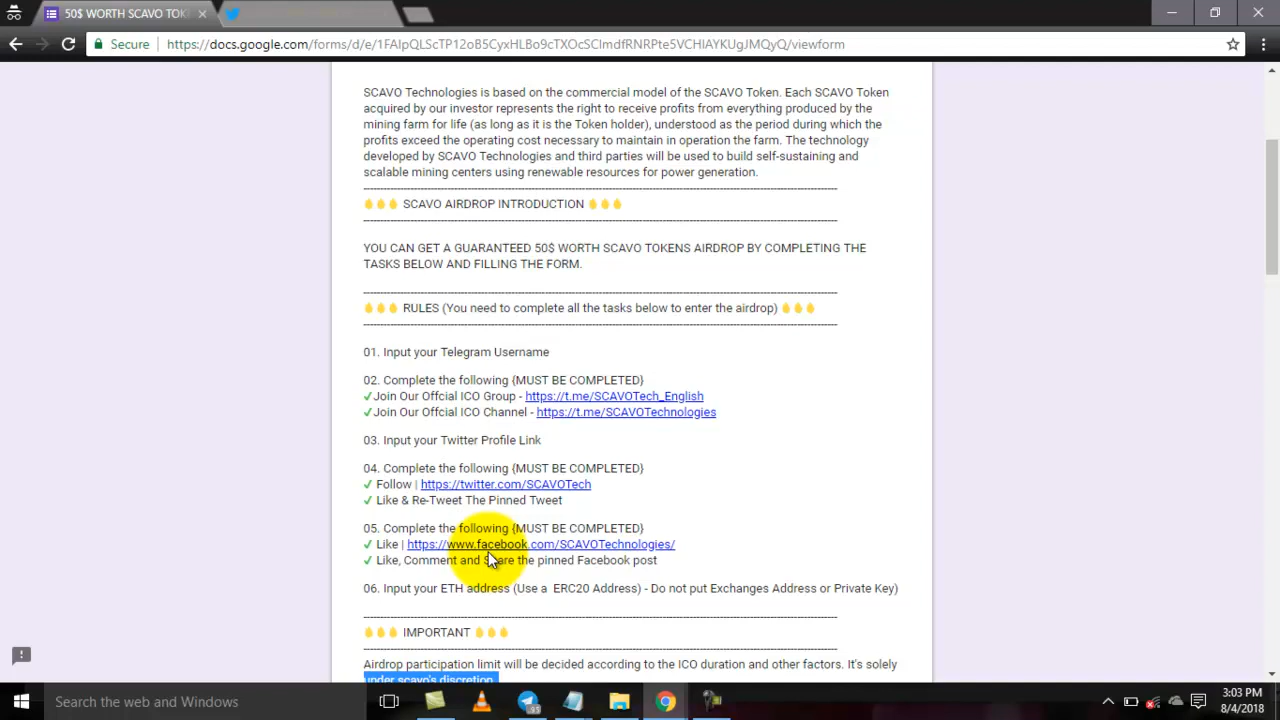 50$ WORTH SCAVO TOK
Secure
https://docs.google.com/forms/d/e/1FAIpQLScTP12oB5CyxHLBo9cTXOcSClmdfRNRPte5VCHIAYKUgJMQyQ/viewform
SCAVO Technologies is based on the commercial model of the SCAVO Token. Each SCAVO Token
acquired by our investor represents the right to receive profits from everything produced by the
mining farm for life (as long as it is the Token holder), understood as the period during which the
profits exceed the operating cost necessary to maintain in operation the farm. The technology
developed by SCAVO Technologies and third parties will be used to build self-sustaining and
scalable mining centers using renewable resources for power generation.
SCAVO AIRDROP INTRODUCTION
YOU CAN GET A GUARANTEED 50$ WORTH SCAVO TOKENS AIRDROP BY COMPLETING THE
TASKS BELOW AND FILLING THE FORM.
RULES (You need to complete all the tasks below to enter the airdrop)
01. Input your Telegram Username
02. Complete the following {MUST BE COMPLETED}
✓Join Our Offcial ICO Group - https://t.me/SCAVOTech_English
✓Join Our Offcial ICO Channel - https://t.me/SCAVOTechnologies
03. Input your Twitter Profile Link
04. Complete the following {MUST BE COMPLETED}
✓ Follow | https://twitter.com/SCAVOTech
✓ Like & Re-Tweet The Pinned Tweet
05. Complete the following {MUST BE COMPLETED}
✓ Like | https://www.facebook.com/SCAVOTechnologies/
✓ Like, Comment and Share the pinned Facebook post
06. Input your ETH address (Use a ERC20 Address) - Do not put Exchanges Address or Private Key)
IMPORTANT
Airdrop participation limit will be decided according to the ICO duration and other factors. It's solely
under scavo's discretion.
Search the web and Windows
95
3:03 PM
8/4/2018